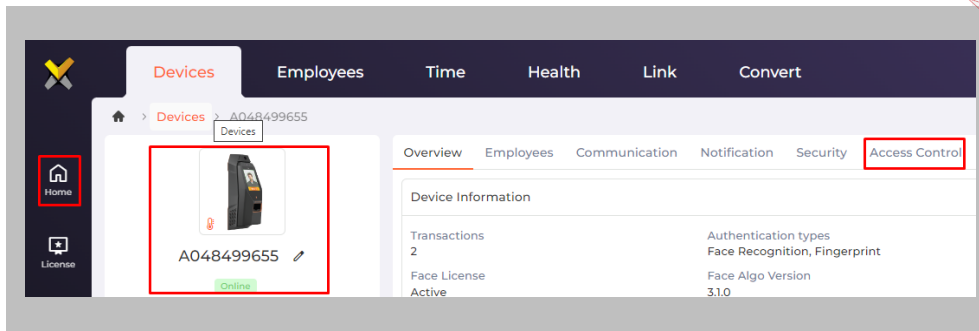 Devices Employees Time Health Link Convert
> Devices > A048499655
Devices
Home
License
A048499655
Online
Overview Employees Communication Notification Security Access Control
Device Information
Transactions
2
Authentication types
Face Recognition, Fingerprint
Face License
Active
Face Algo Version
3.1.0